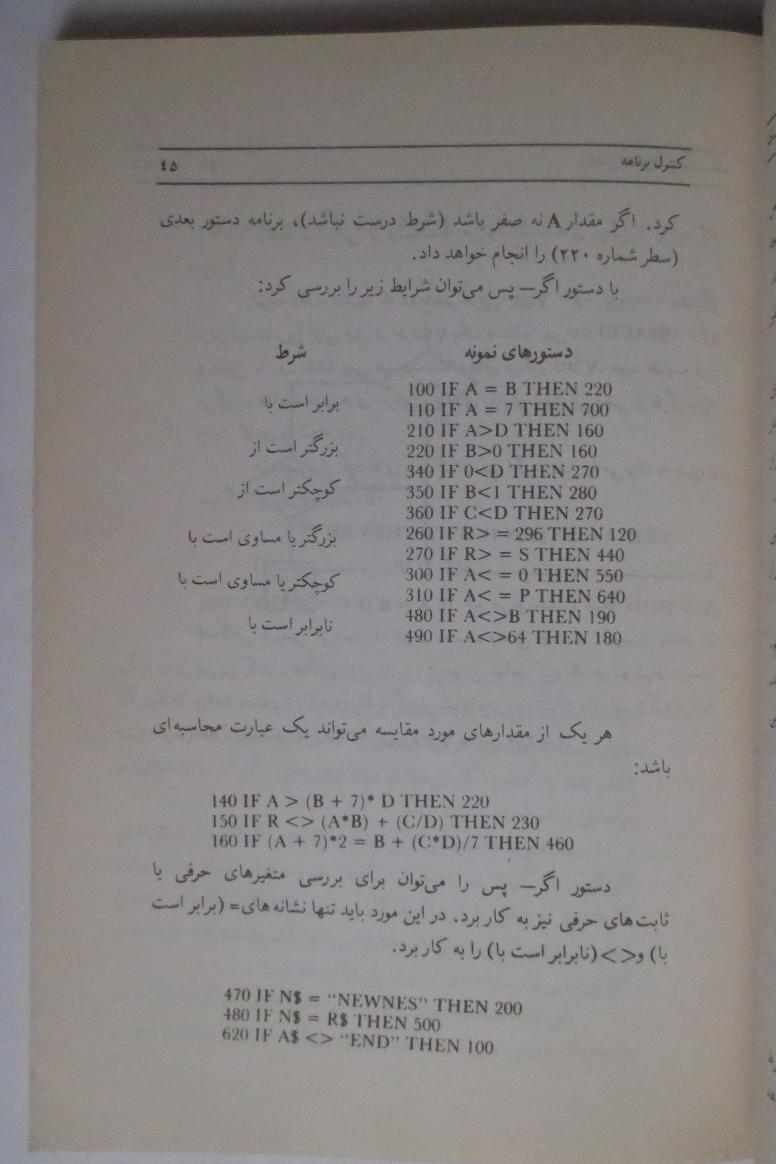 کنترل برنامه ٤٥
کرد. اگر مقدار A نه صفر باشد (شرط درست نباشد)، برنامه دستور بعدی
(سطر شماره ۲۲۰) را انجام خواهد داد.
با دستور اگر— پس می‌توان شرایط زیر را بررسی کرد:
دستورهای نمونه شرط
100 IF A = B THEN 220
برابر است با
110 IF A = 7 THEN 700
210 IF A>D THEN 160
بزرگتر است از
220 IF B>0 THEN 160
340 IF 0<D THEN 270
کوچکتر است از
350 IF B<1 THEN 280
360 IF C<D THEN 270
260 IF R> = 296 THEN 120
بزرگتر یا مساوی است با
270 IF R> = S THEN 440
300 IF A< = 0 THEN 550
کوچکتر یا مساوی است با
310 IF A< = P THEN 640
480 IF A<>B THEN 190
نابرابر است با
490 IF A<>64 THEN 180
هر یک از مقدارهای مورد مقایسه می‌تواند یک عبارت محاسبه‌ای
باشد:
140 IF A > (B + 7)* D THEN 220
150 IF R <> (A*B) + (C/D) THEN 230
160 IF (A + 7)*2 = B + (C*D)/7 THEN 460
دستور اگر— پس را می‌توان برای بررسی متغیرهای حرفی یا
ثابت‌های حرفی نیز به کار برد. در این مورد باید تنها نشانه‌های= (برابر است
با) و<>(نابرابر است با) را به کار برد.
470 IF N$ = “NEWNES” THEN 200
480 IF N$ = R$ THEN 500
620 IF A$ <> “END” THEN 100